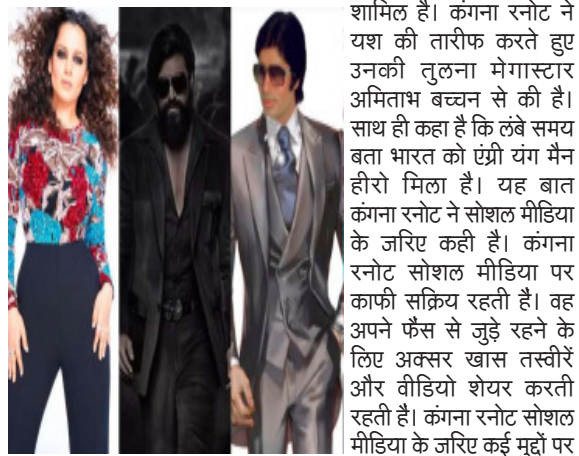 शामिल है। कंगना रनोट ने
यश की तारीफ करते हुए
उनकी तुलना मेगास्टार
अमिताभ बच्चन से की है।
साथ ही कहा है कि लंबे समय
बता भारत को एंग्री यंग मैन
हीरो मिला है। यह बात
कंगना रनोट ने सोशल मीडिया
के जरिए कही है। कंगना
रनोट सोशल मीडिया पर
काफी सक्रिय रहती हैं। वह
अपने फैंस से जुड़े रहने के
लिए अक्सर खास तस्वीरें
और वीडियो शेयर करती
रहती है। कंगना रनोट सोशल
मीडिया के जरिए कई मुद्दों पर